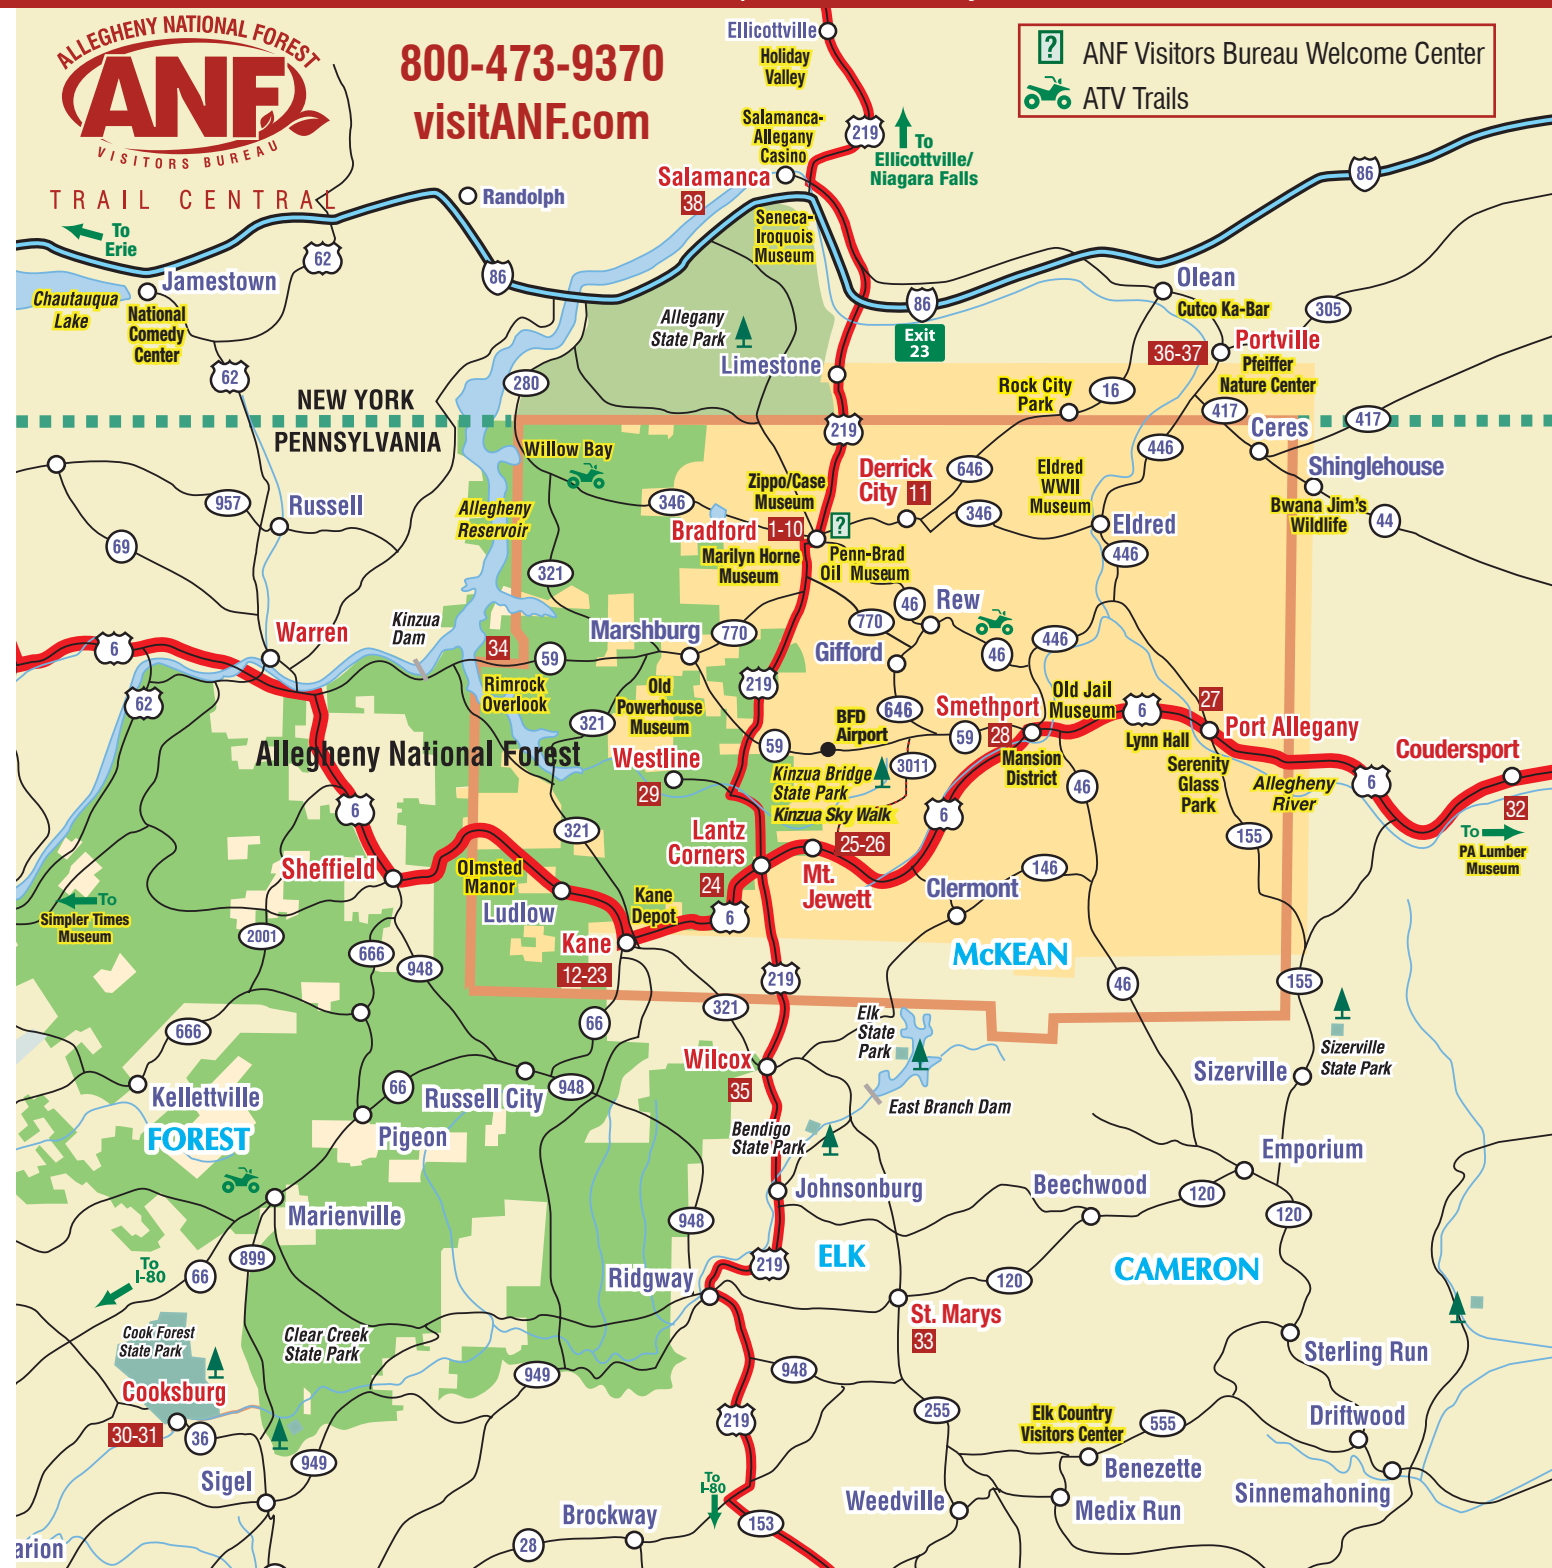 ALLEGHENY NATIONAL FOREST
ANF
VISITORS BUREAU
TRAIL CENTRAL
800-473-9370
visitANF.com
? ANF Visitors Bureau Welcome Center
ATV Trails
Ellicottville
Holiday
Valley
Salamanca-
Allegany
Casino
219
To
Ellicottville/
Niagara Falls
Salamanca
38
86
Randolph
To
Erie
62
Seneca-
Iroquois
Museum
86
Jamestown
Chautauqua
Lake
National
Comedy
Center
86
Exit
23
Olean
Cutco Ka-Bar
305
Allegany
State Park
Limestone
36-37
Portville
Pfeiffer
Nature Center
62
280
Rock City
Park
16
NEW YORK
417
417
PENNSYLVANIA
219
Ceres
446
Willow Bay
Shinglehouse
Derrick
City
11
646
Eldred
WWII
Museum
Zippo/Case
Museum
957
Russell
Allegheny
Reservoir
346
Bradford
1-10
?
346
Eldred
Bwana Jim's
Wildlife
44
69
Marilyn Horne
Museum
Penn-Brad
Oil Museum
446
321
46
Rew
Kinzua
Dam
Warren
34
Marshburg
770
770
446
6
59
Gifford
46
Rimrock
Overlook
219
62
Old
Powerhouse
Museum
321
646
Smethport
28
Old Jail
Museum
6
27
Port Allegany
BFD
Airport
59
59
Allegheny National Forest
Westline
29
Kinzua Bridge
State Park
Kinzua Sky Walk
3011
Mansion
District
Lynn Hall
Serenity
Glass
Park
Allegheny
River
6
Coudersport
32
46
6
321
6
155
To
PA Lumber
Museum
Lantz
Corners
24
25-26
Mt.
Jewett
Sheffield
Olmsted
Manor
Ludlow
Kane
Depot
6
146
Clermont
To
Simpler Times
Museum
2001
Kane
12-23
McKEAN
666
948
219
46
155
321
66
Elk
State
Park
666
Sizerville
State Park
Wilcox
35
Sizerville
Kellettville
66
Russell City
948
East Branch Dam
FOREST
Pigeon
Bendigo
State Park
Emporium
Johnsonburg
Beechwood
120
Marienville
948
120
899
219
ELK
CAMERON
To
I-80
66
Ridgway
120
St. Marys
33
Cook Forest
State Park
Clear Creek
State Park
Sterling Run
949
948
Cooksburg
30-31
36
219
255
Elk Country
Visitors Center
555
Driftwood
949
Benezette
Sigel
To
I-80
Weedville
Medix Run
Sinnemahoning
Brockway
153
28
arion